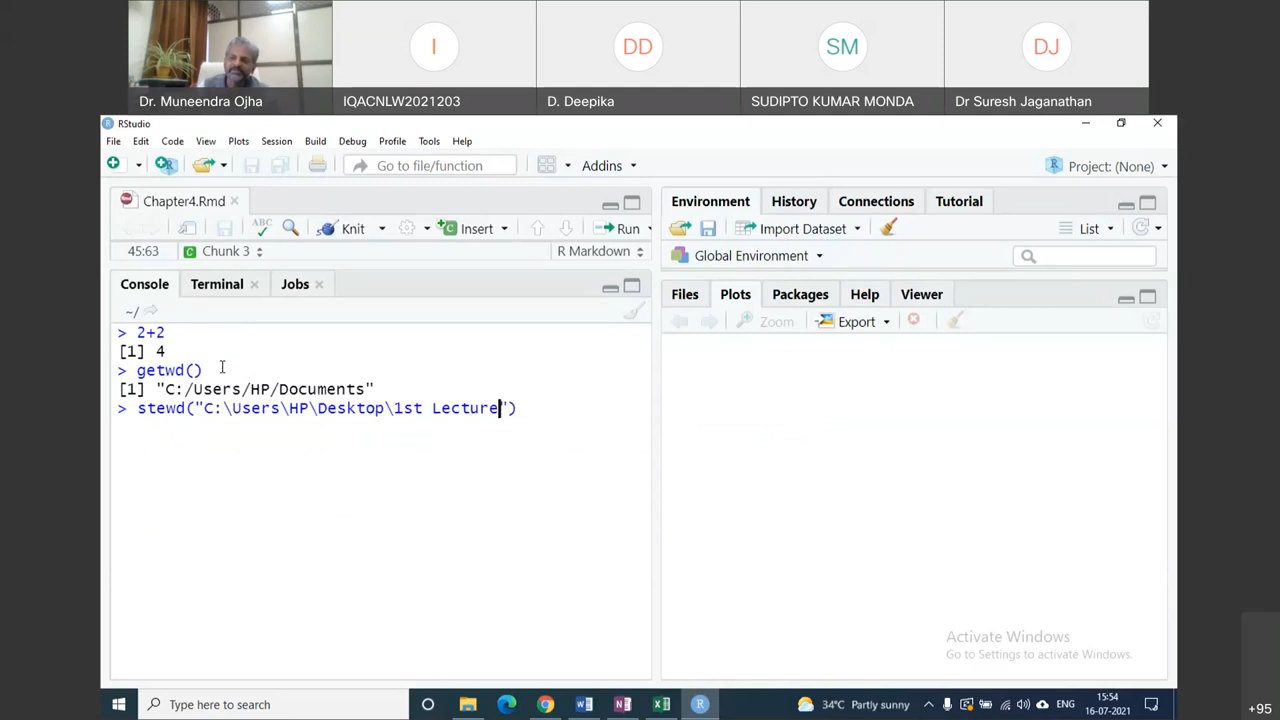 I
DD
SM
DJ
Dr. Muneendra Ojha
IQACNLW2021203
D. Deepika
SUDIPTO KUMAR MONDA
Dr Suresh Jaganathan
RStudio
File Edit Code View Plots Session Build Debug Profile Tools Help
Go to file/function
Addins
Project: (None)
Chapter4.Rmd
ABC
Knit
Insert
Run
45:63
Chunk 3
R Markdown
Console
Terminal
Jobs
~/
> 2+2
[1] 4
> getwd()
[1] "C:/Users/HP/Documents"
> stewd("C:\Users\HP\Desktop\1st Lecture")
Environment
History
Connections
Tutorial
Import Dataset
List
Global Environment
Files
Plots
Packages
Help
Viewer
Zoom
Export
Activate Windows
Go to Settings to activate Windows.
Type here to search
34°C Partly sunny
ENG
15:54
16-07-2021
+95